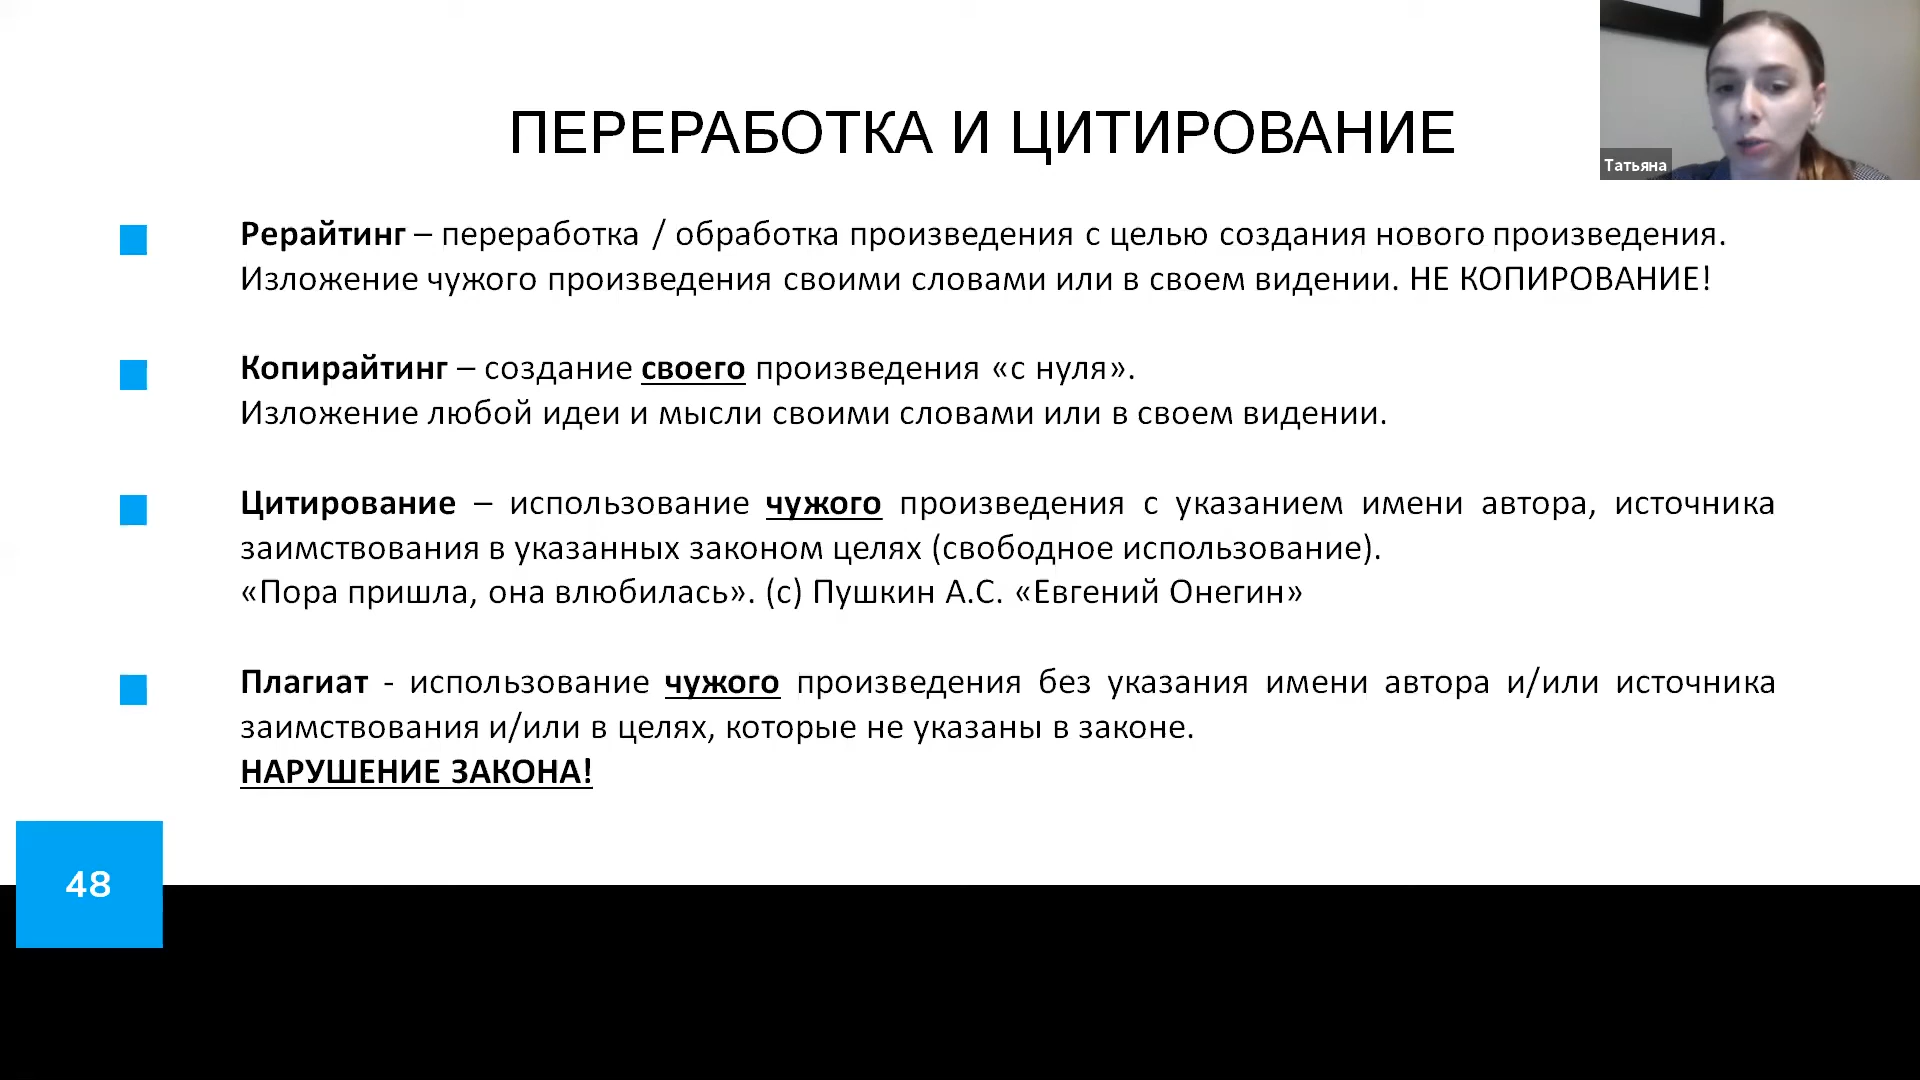 ПЕРЕРАБОТКА И ЦИТИРОВАНИЕ
Татьяна
Рерайтинг – переработка / обработка произведения с целью создания нового произведения.
Изложение чужого произведения своими словами или в своем видении. НЕ КОПИРОВАНИЕ!
Копирайтинг – создание своего произведения «с нуля».
Изложение любой идеи и мысли своими словами или в своем видении.
Цитирование – использование чужого произведения с указанием имени автора, источника
заимствования в указанных законом целях (свободное использование).
«Пора пришла, она влюбилась». (с) Пушкин А.С. «Евгений Онегин»
Плагиат - использование чужого произведения без указания имени автора и/или источника
заимствования и/или в целях, которые не указаны в законе.
НАРУШЕНИЕ ЗАКОНА!
48